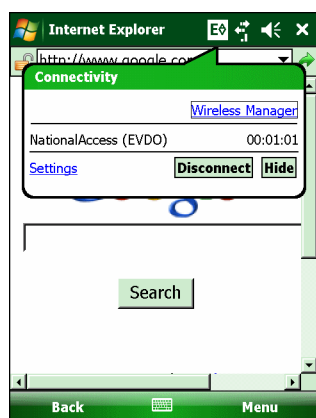 Internet Explorer
http://www.google.co
Connectivity
Wireless Manager
NationalAccess (EVDO) 00:01:01
Settings Disconnect Hide
Search
Back Menu